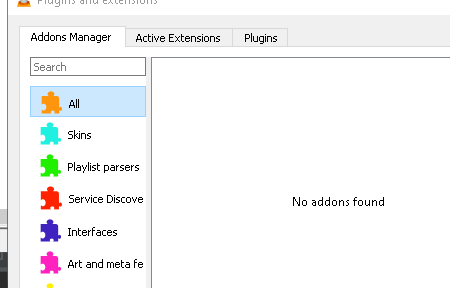 Plugins and extensions
Addons Manager
Active Extensions
Plugins
Search
All
Skins
Playlist parsers
Service Discove
Interfaces
Art and meta fe
No addons found